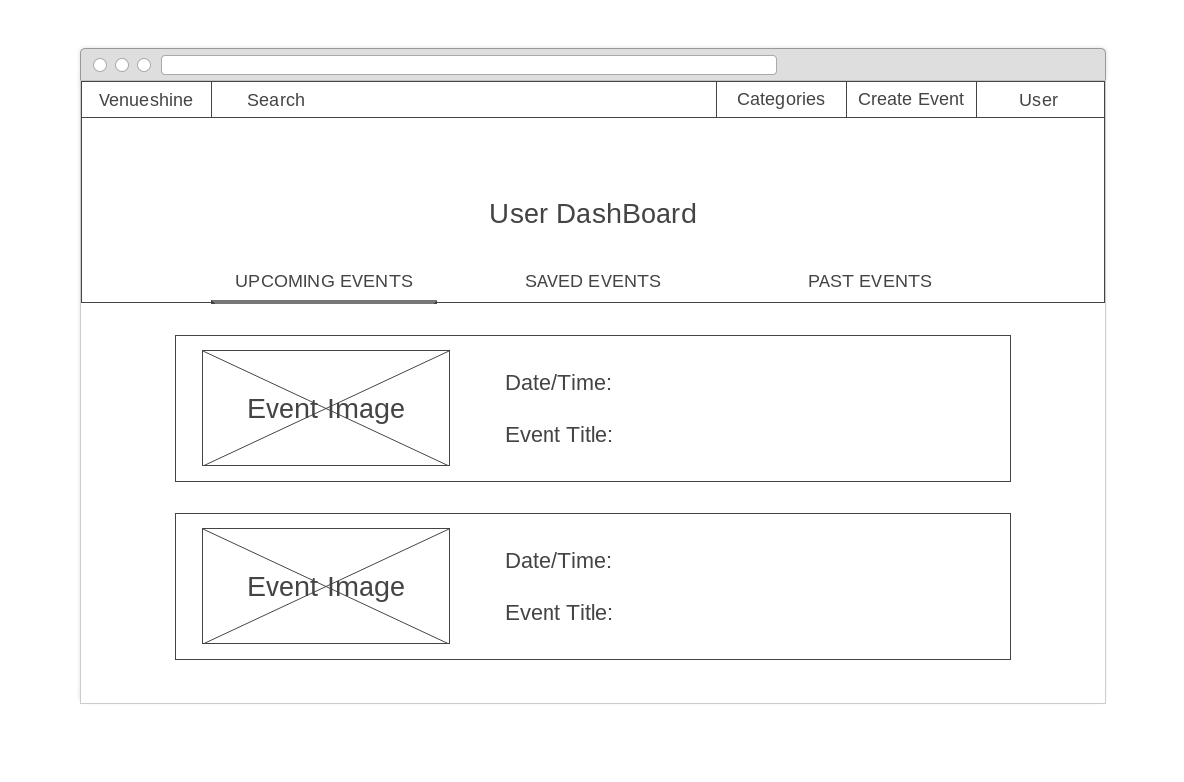 Venueshine Search Categories Create Event User
User DashBoard
UPCOMING EVENTS SAVED EVENTS PAST EVENTS
Event Image
Date/Time:
Event Title:
Event Image
Date/Time:
Event Title: